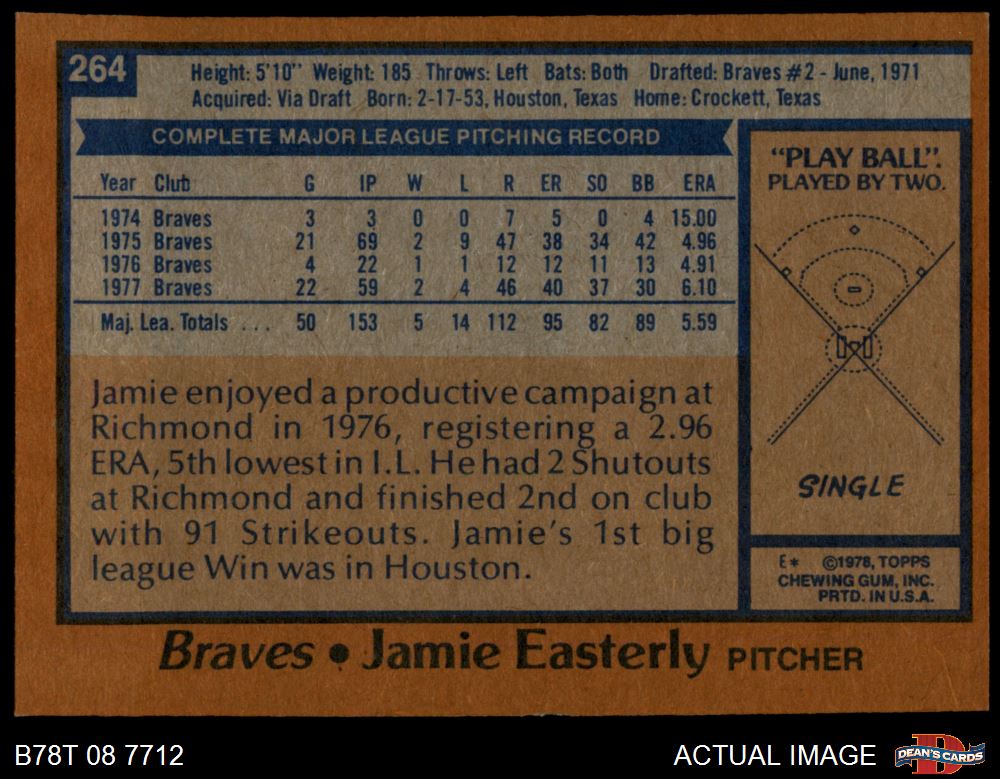 264
Height: 5'10" Weight: 185 Throws: Left Bats: Both Drafted: Braves #2 - June, 1971
Acquired: Via Draft Born: 2-17-53, Houston, Texas Home: Crockett, Texas
COMPLETE MAJOR LEAGUE PITCHING RECORD
Year Club G IP W L R ER SO BB ERA
1974 Braves 3 3 0 0 7 5 0 4 15.00
1975 Braves 21 69 2 9 47 38 34 42 4.96
1976 Braves 4 22 1 1 12 12 11 13 4.91
1977 Braves 22 59 2 4 46 40 37 30 6.10
Maj. Lea. Totals ... 50 153 5 14 112 95 82 89 5.59
Jamie enjoyed a productive campaign at
Richmond in 1976, registering a 2.96
ERA, 5th lowest in I.L. He had 2 Shutouts
at Richmond and finished 2nd on club
with 91 Strikeouts. Jamie's 1st big
league Win was in Houston.
"PLAY BALL".
PLAYED BY TWO.
SINGLE
E* ©1978, TOPPS
CHEWING GUM, INC.
PRTD. IN U.S.A.
Braves • Jamie Easterly PITCHER
B78T 08 7712
ACTUAL IMAGE
D
DEAN'S CARDS